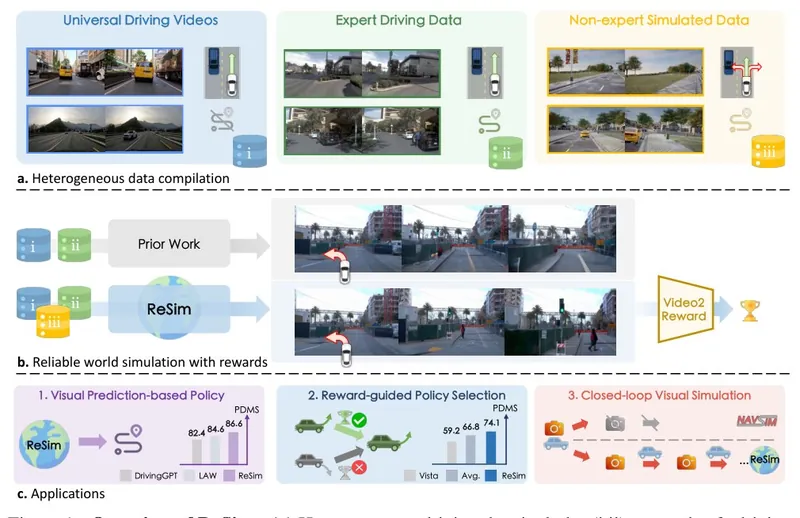 Universal Driving Videos
Expert Driving Data
Non-expert Simulated Data
i
ii
iii
a. Heterogeneous data compilation
i
ii
Prior Work
i
ii
iii
ReSim
Video2
Reward
b. Reliable world simulation with rewards
1. Visual Prediction-based Policy
2. Reward-guided Policy Selection
3. Closed-loop Visual Simulation
ReSim
PDMS
82.4
84.6
86.6
DrivingGPT
LAW
ReSim
PDMS
59.2
66.8
74.1
Vista
Avg.
ReSim
NAVSIM
...
ReSim
c. Applications